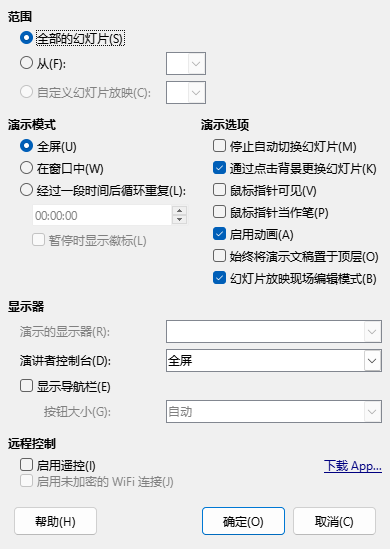 范围
全部的幻灯片(S)
从(F):
自定义幻灯片放映(C):
演示模式
全屏(U)
在窗口中(W)
经过一段时间后循环重复(L):
00:00:00
暂停时显示徽标(L)
演示选项
停止自动切换幻灯片(M)
通过点击背景更换幻灯片(K)
鼠标指针可见(V)
鼠标指针当作笔(P)
启用动画(A)
始终将演示文稿置于顶层(O)
幻灯片放映现场编辑模式(B)
显示器
演示的显示器(R):
演讲者控制台(D): 全屏
显示导航栏(E)
按钮大小(G): 自动
远程控制
启用遥控(I) 下载 App...
启用未加密的 WiFi 连接(J)
帮助(H) 确定(O) 取消(C)